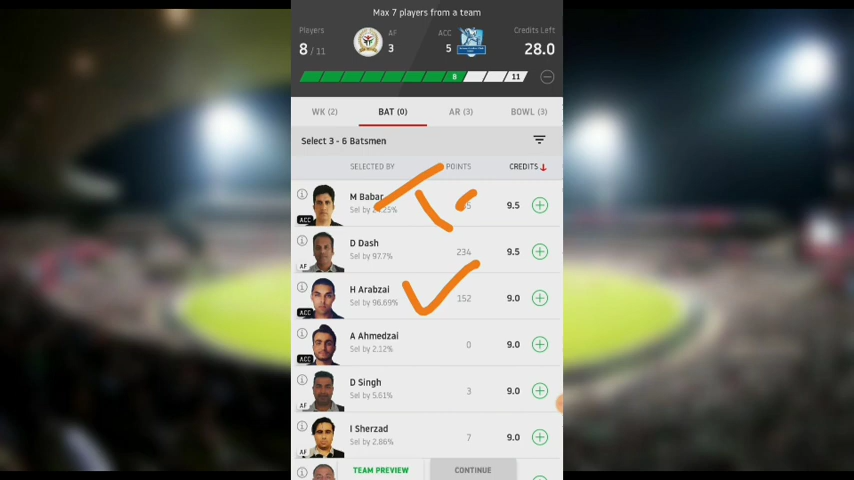 Max 7 players from a team
Players AF ACC Credits Left
8 / 11 3 5 28.0
8 11
WK (2) BAT (0) AR (3) BOWL (3)
Select 3 - 6 Batsmen
SELECTED BY POINTS CREDITS
M Babar 9.5
Sel by
ACC
D Dash 234 9.5
Sel by 97.7%
AF
H Arabzai 152 9.0
Sel by 96.69%
ACC
A Ahmedzai 0 9.0
Sel by 2.12%
ACC
D Singh 3 9.0
Sel by 5.61%
AF
I Sherzad 7 9.0
Sel by 2.86%
AF
TEAM PREVIEW CONTINUE